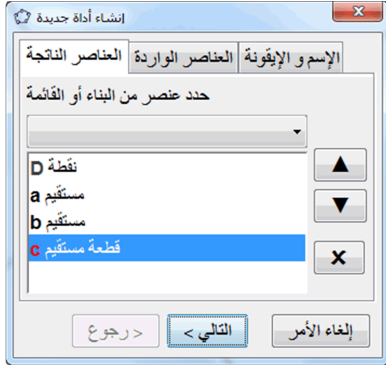 إنشاء أداة جديدة
العناصر الناتجة العناصر الواردة الإسم و الإيقونة
حدد عنصر من البناء أو القائمة
نقطة D
مستقيم a
مستقيم b
قطعة مستقيم c
X
< رجوع التالي > إلغاء الأمر